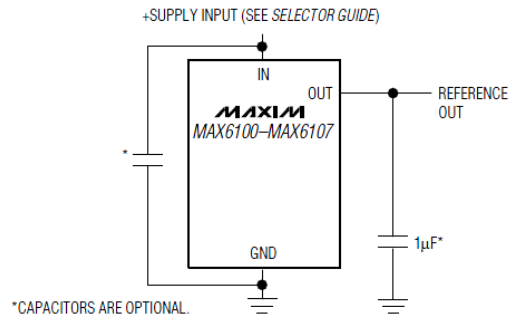 +SUPPLY INPUT (SEE SELECTOR GUIDE)
IN
OUT
REFERENCE
OUT
MAXIM
MAX6100–MAX6107
*
1µF*
GND
*CAPACITORS ARE OPTIONAL.